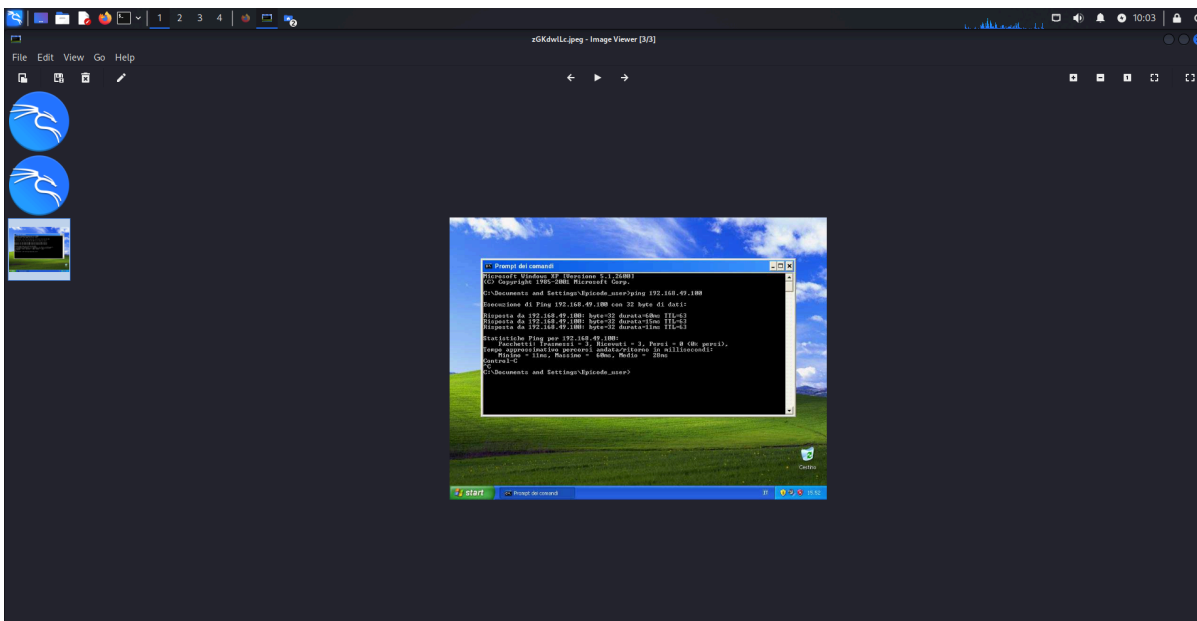 1 2 3 4
10:03
zGKdwlLc.jpeg - Image Viewer [3/3]
File Edit View Go Help
Prompt dei comandi
Microsoft Windows XP [Versione 5.1.2600]
(C) Copyright 1985-2001 Microsoft Corp.
C:\Documents and Settings\Epicode_user>ping 192.168.49.100
Esecuzione di Ping 192.168.49.100 con 32 byte di dati:
Risposta da 192.168.49.100: byte=32 durata=60ms TTL=63
Risposta da 192.168.49.100: byte=32 durata=15ms TTL=63
Risposta da 192.168.49.100: byte=32 durata=11ms TTL=63
Statistiche Ping per 192.168.49.100:
Pacchetti: Trasmessi = 3, Ricevuti = 3, Persi = 0 (0% persi),
Tempo approssimativo percorsi andata/ritorno in millisecondi:
Minimo = 11ms, Massimo = 60ms, Medio = 28ms
Control-C
^C
C:\Documents and Settings\Epicode_user>
Cestino
start Prompt dei comandi IT 15.52